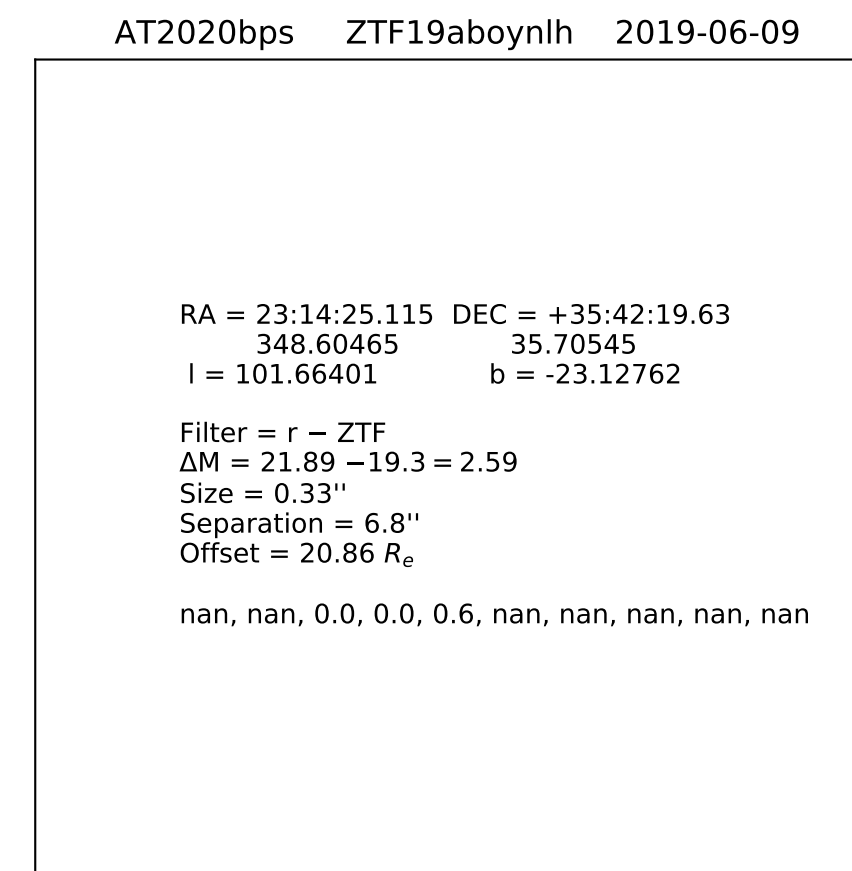 AT2020bps ZTF19aboynlh 2019-06-09
RA = 23:14:25.115 DEC = +35:42:19.63
348.60465 35.70545
l = 101.66401 b = -23.12762
Filter = r − ZTF
ΔM = 21.89 −19.3 = 2.59
Size = 0.33''
Separation = 6.8''
Offset = 20.86 Re
nan, nan, 0.0, 0.0, 0.6, nan, nan, nan, nan, nan